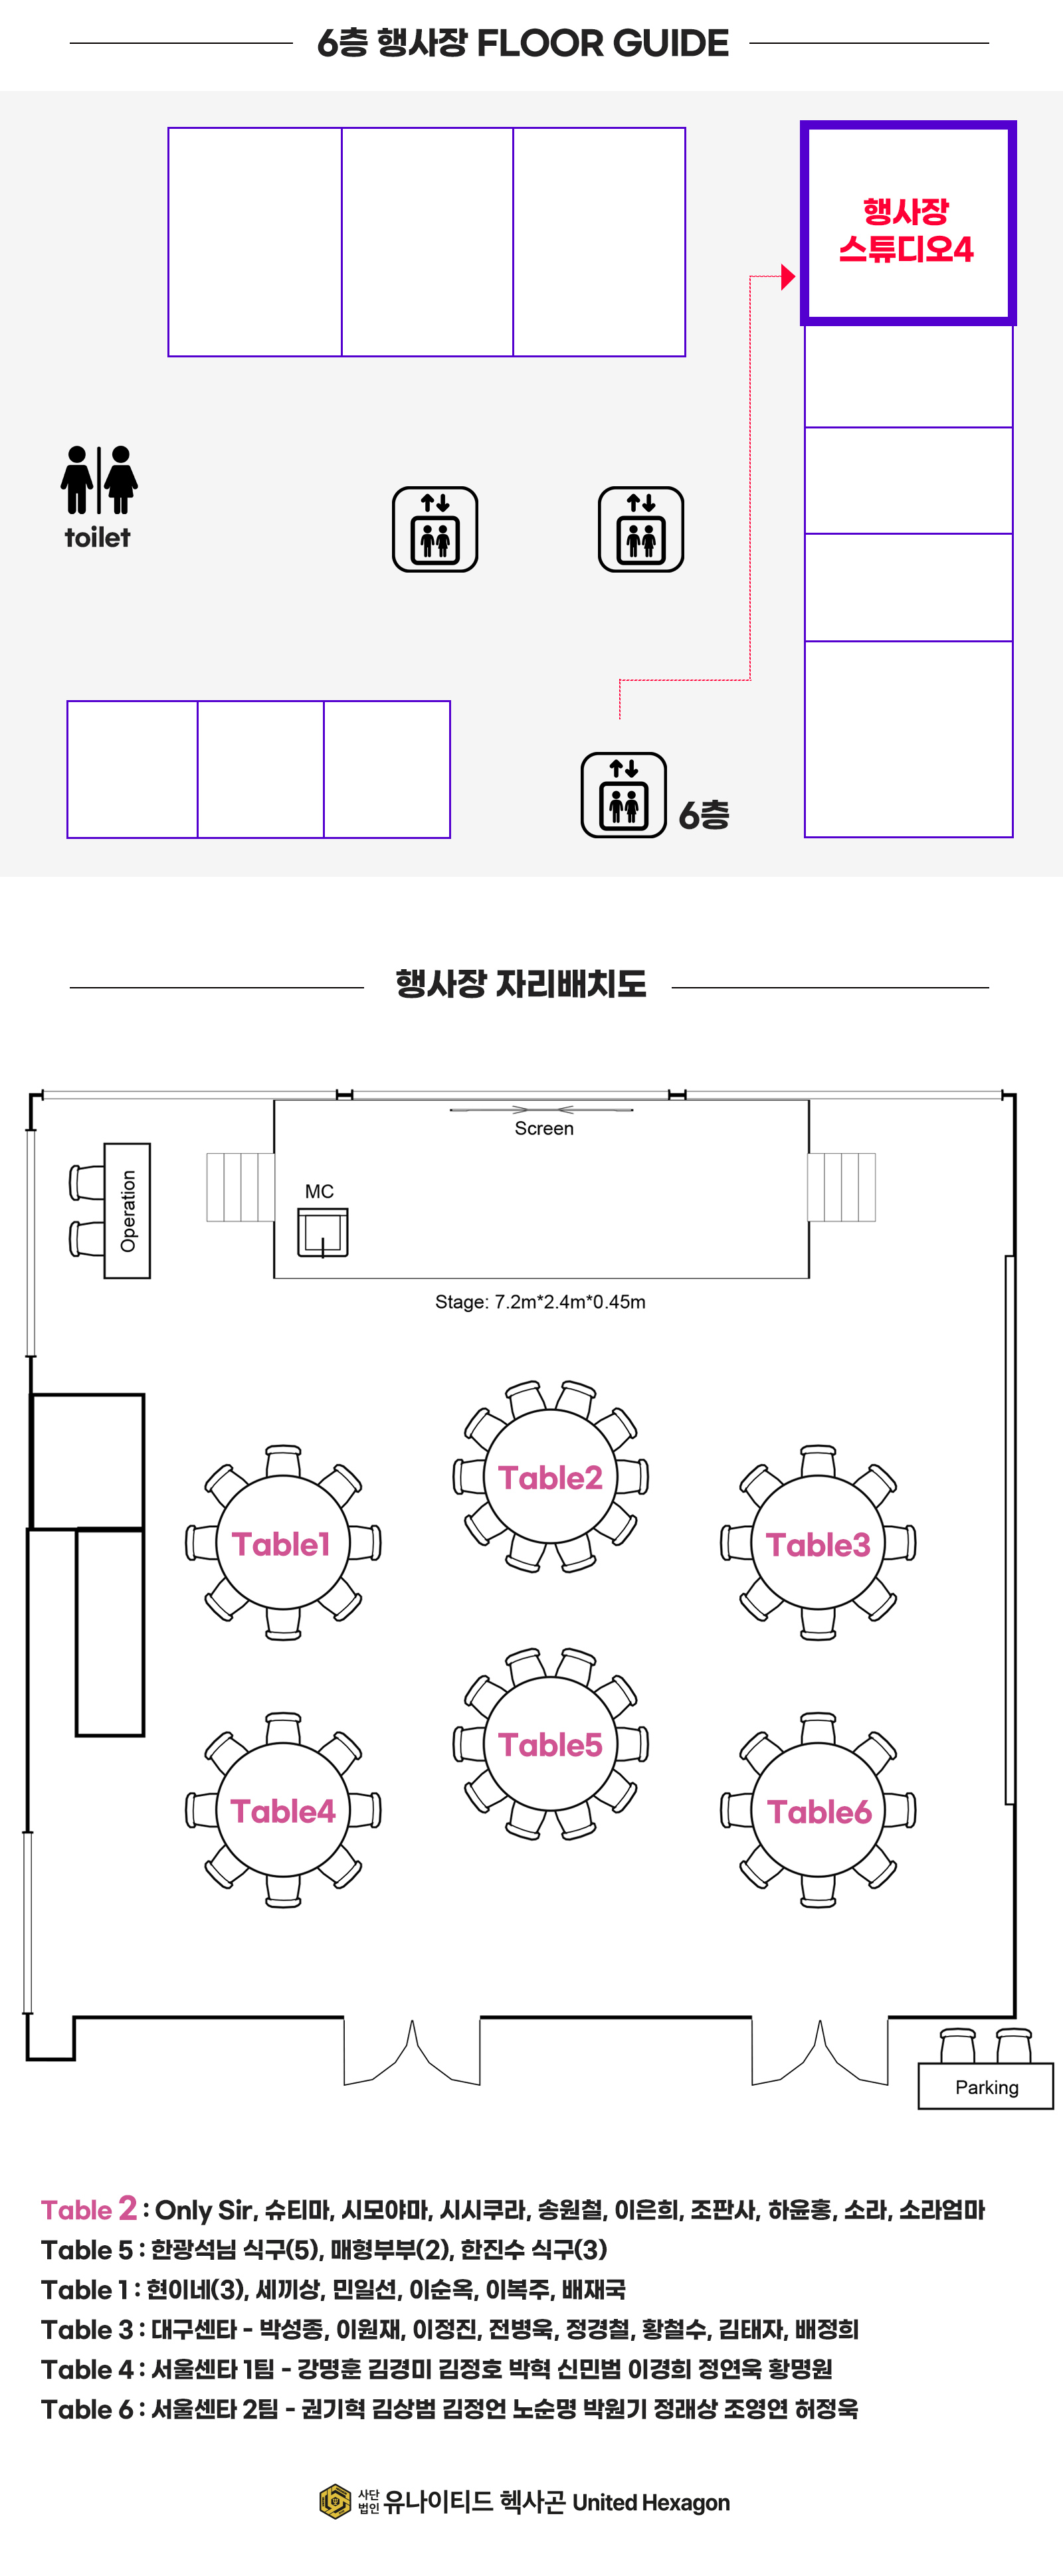 6층 행사장 FLOOR GUIDE
행사장
스튜디오4
toilet
6층
행사장 자리배치도
Screen
MC
Operation
Stage: 7.2m*2.4m*0.45m
Table2
Table1
Table3
Table5
Table4
Table6
Parking
Table 2 : Only Sir, 슈티마, 시모야마, 시시쿠라, 송원철, 이은희, 조판사, 하윤홍, 소라, 소라엄마
Table 5 : 한광석님 식구(5), 매형부부(2), 한진수 식구(3)
Table 1 : 현이네(3), 세끼상, 민일선, 이순옥, 이복주, 배재국
Table 3 : 대구센타 - 박성종, 이원재, 이정진, 전병욱, 정경철, 황철수, 김태자, 배정희
Table 4 : 서울센타 1팀 - 강명훈 김경미 김정호 박혁 신민범 이경희 정연욱 황명원
Table 6 : 서울센타 2팀 - 권기혁 김상범 김정언 노순명 박원기 정래상 조영연 허정욱
사단법인 유나이티드 헥사곤 United Hexagon